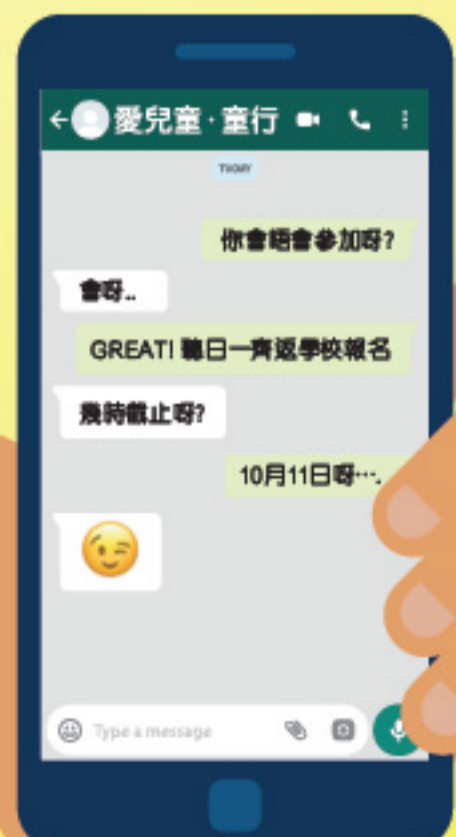 愛兒童·童行
TODAY
你會唔會參加呀?
會呀..
GREAT! 聽日一齊返學校報名
幾時截止呀?
10月11日呀….
Type a message